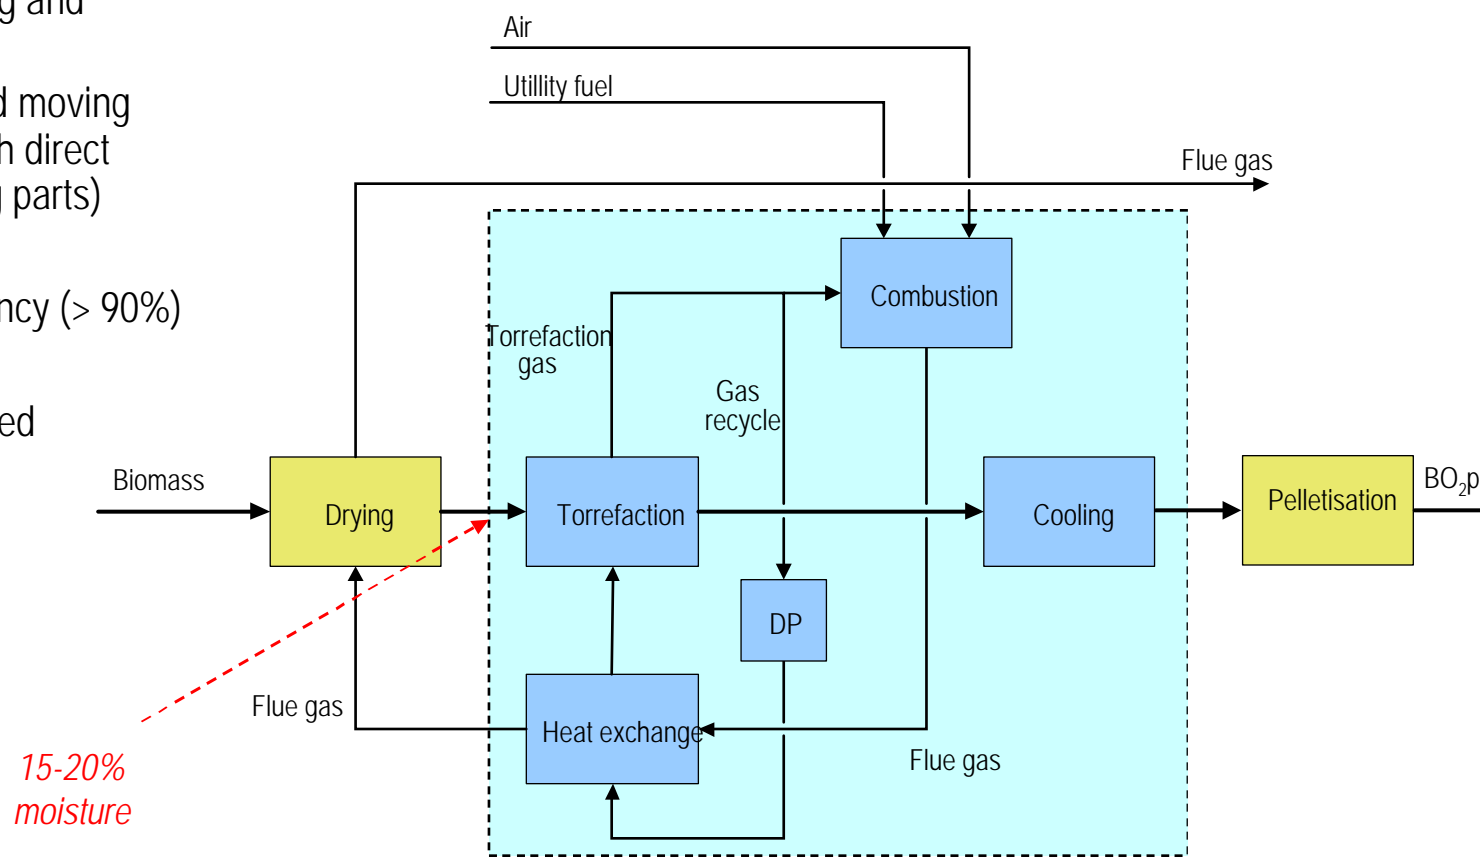 g and
d moving
h direct
g parts)
ncy (> 90%)
ed
Air
Utillity fuel
Flue gas
Combustion
Torrefaction
gas
Gas
recycle
Biomass
Drying
Torrefaction
Cooling
Pelletisation
BO₂p
DP
Flue gas
Heat exchange
Flue gas
15-20%
moisture